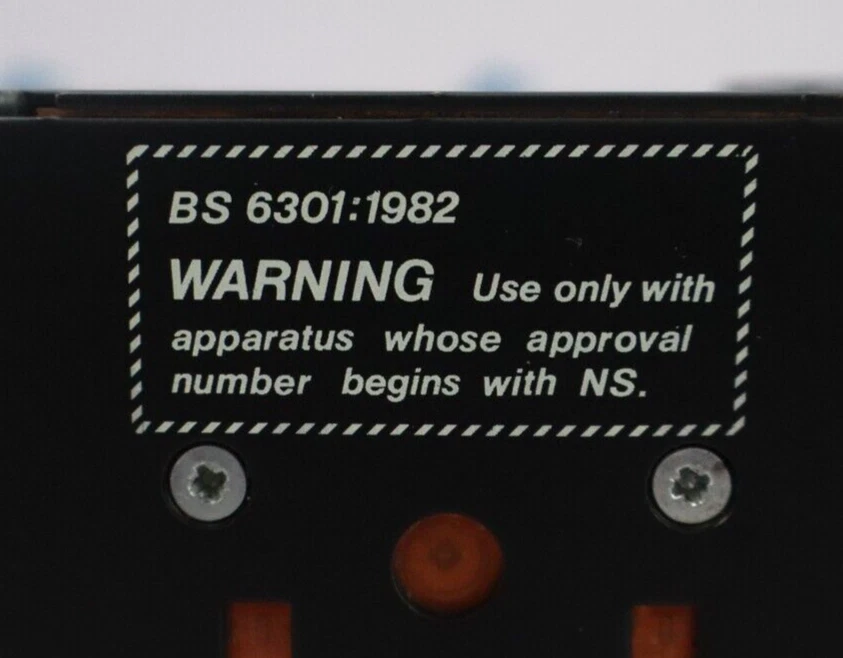 BS 6301:1982
WARNING Use only with
apparatus whose approval
number begins with NS.